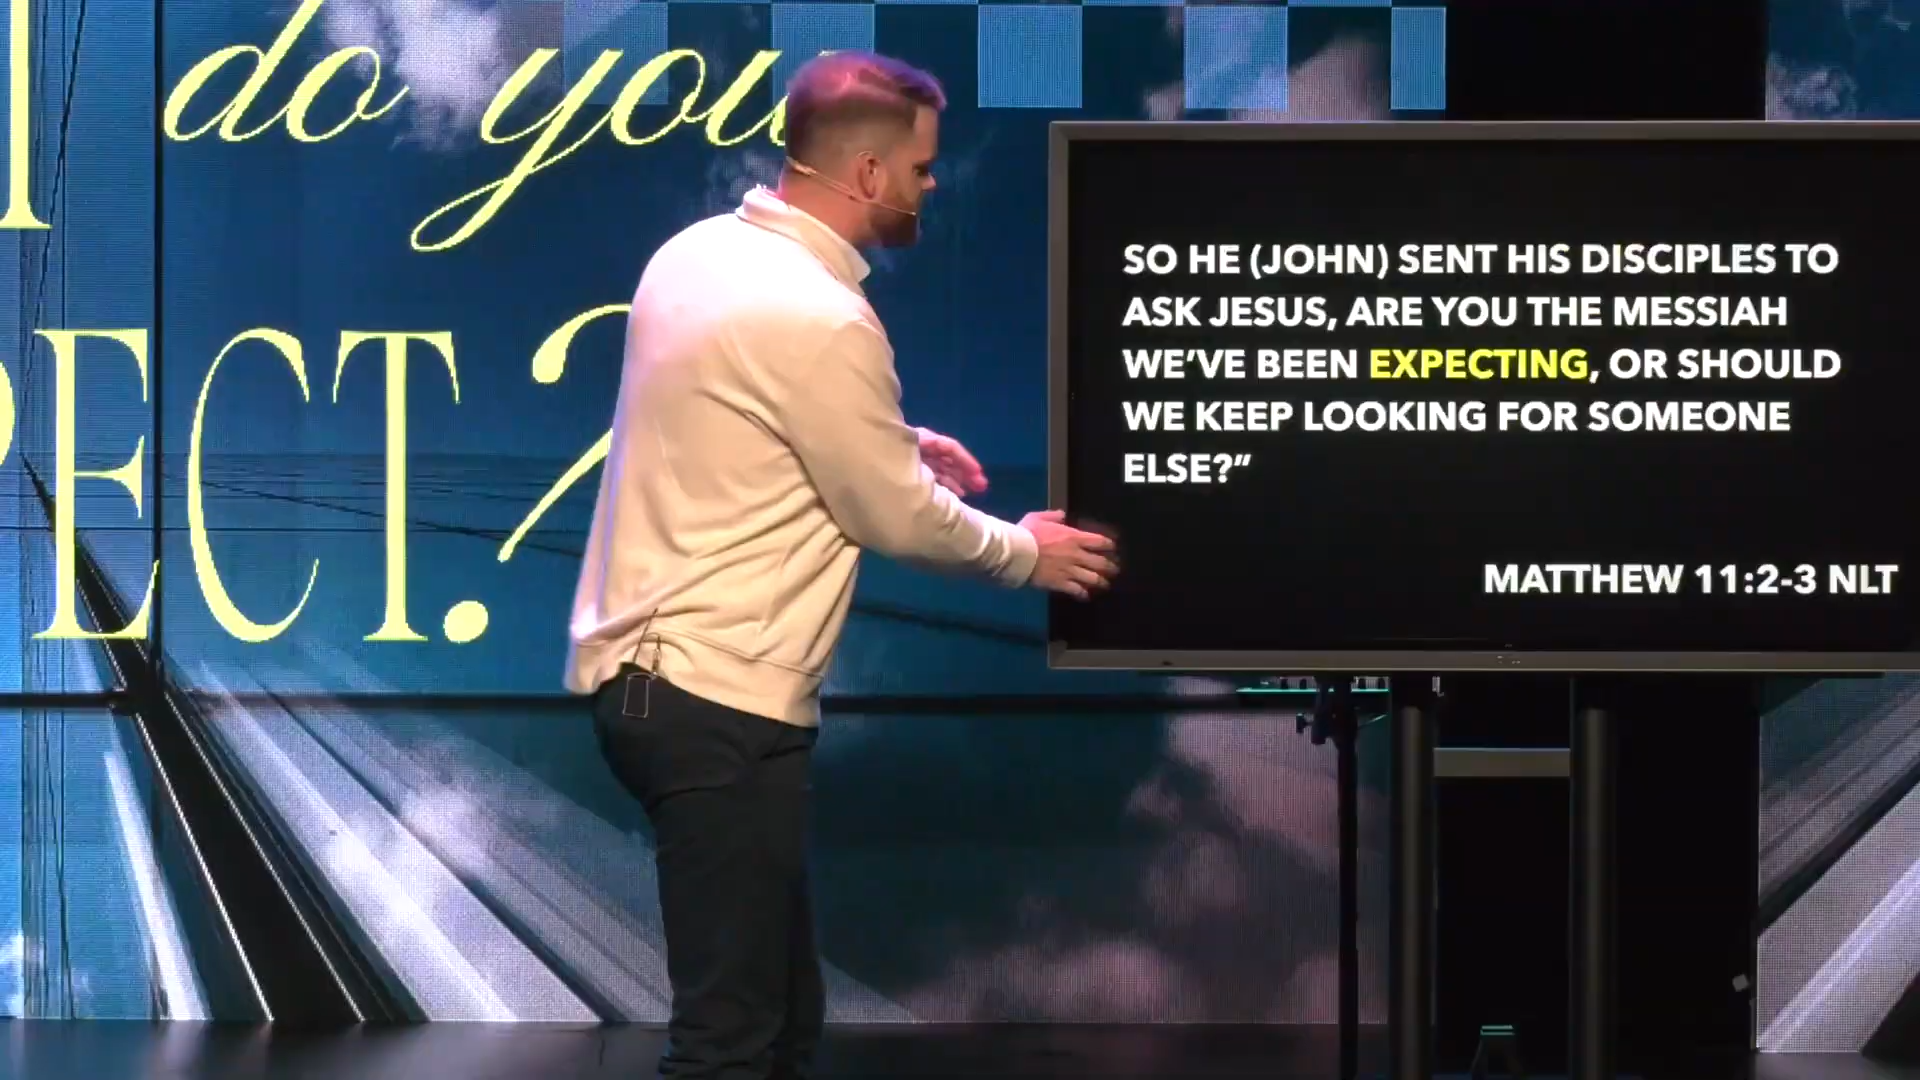 do you
PECT.?
SO HE (JOHN) SENT HIS DISCIPLES TO
ASK JESUS, ARE YOU THE MESSIAH
WE'VE BEEN EXPECTING, OR SHOULD
WE KEEP LOOKING FOR SOMEONE
ELSE?”
MATTHEW 11:2-3 NLT